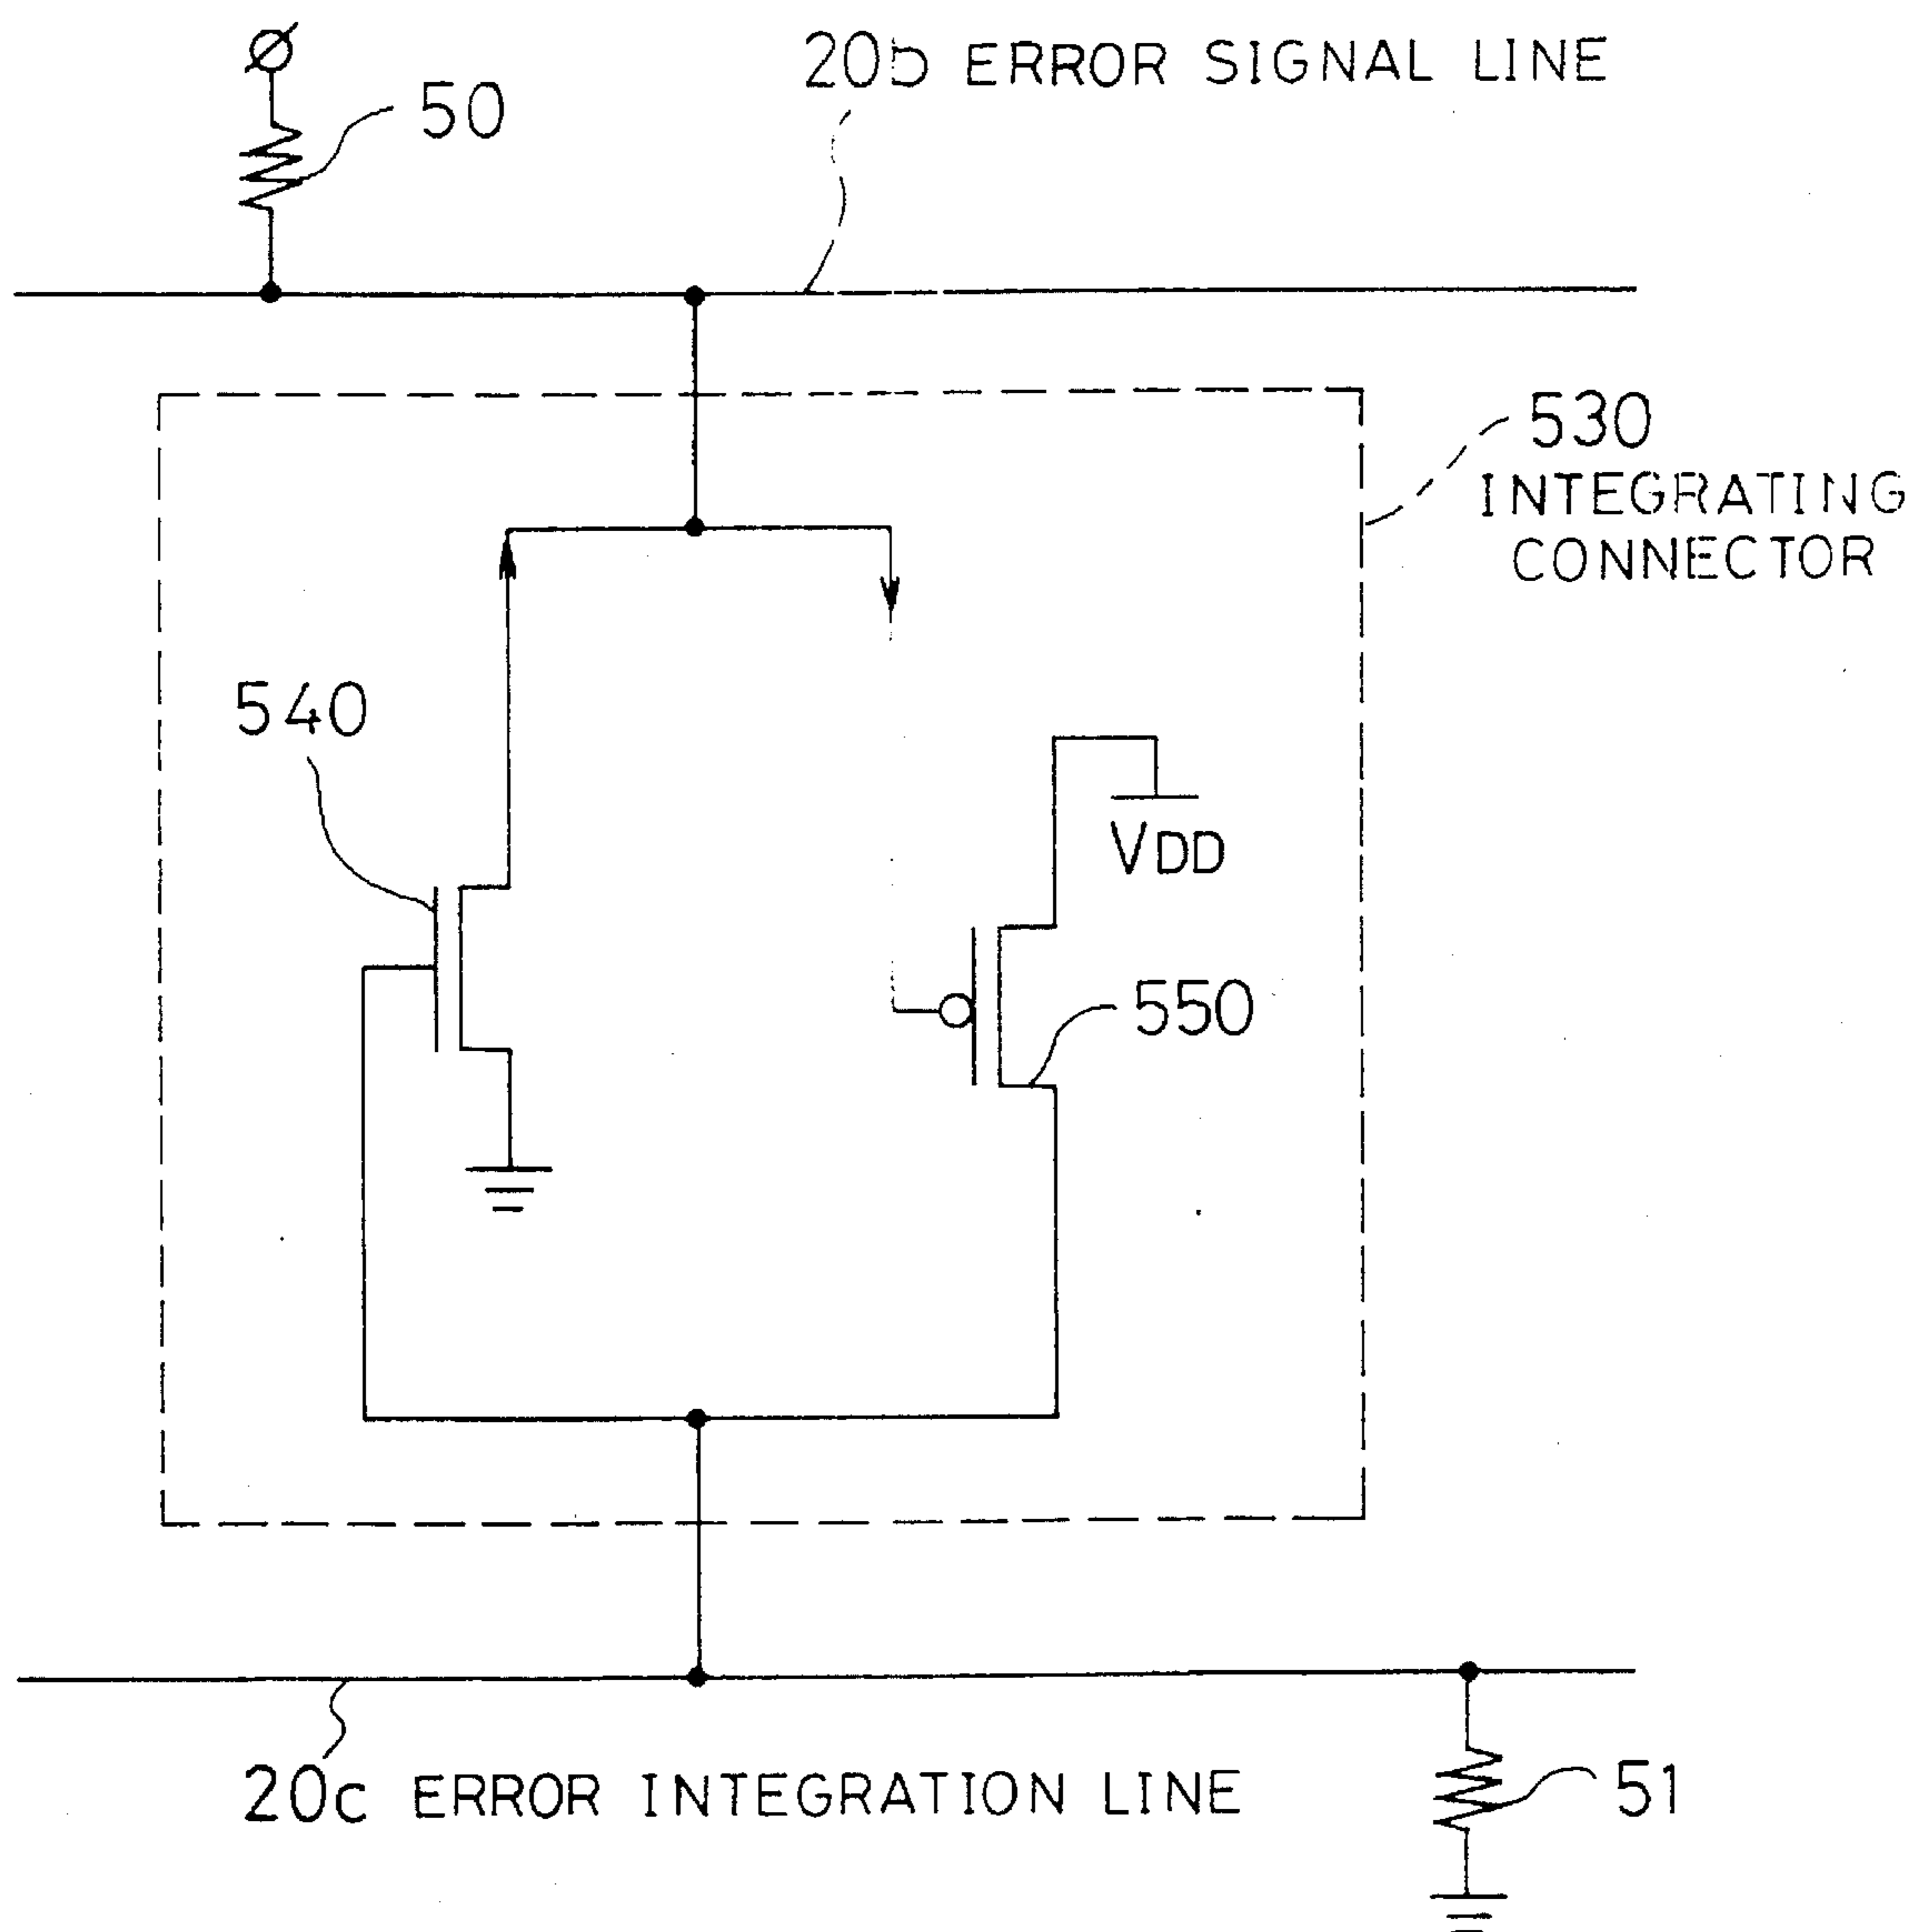 20b ERROR SIGNAL LINE
50
530
INTEGRATING
CONNECTOR
540
VDD
550
20c ERROR INTEGRATION LINE
51